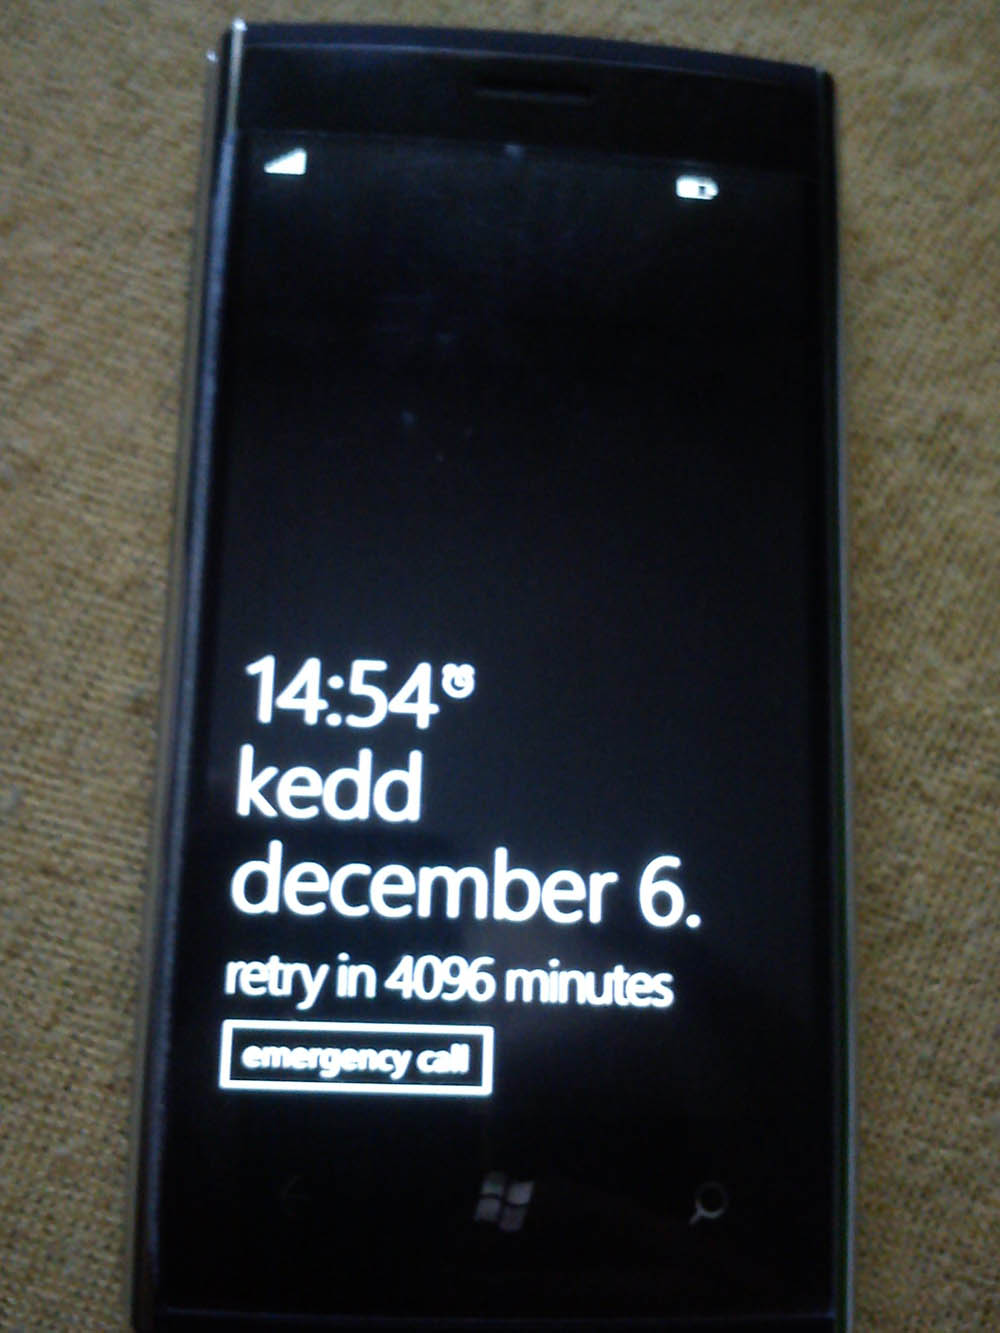 14:54
kedd
december 6.
retry in 4096 minutes
emergency call